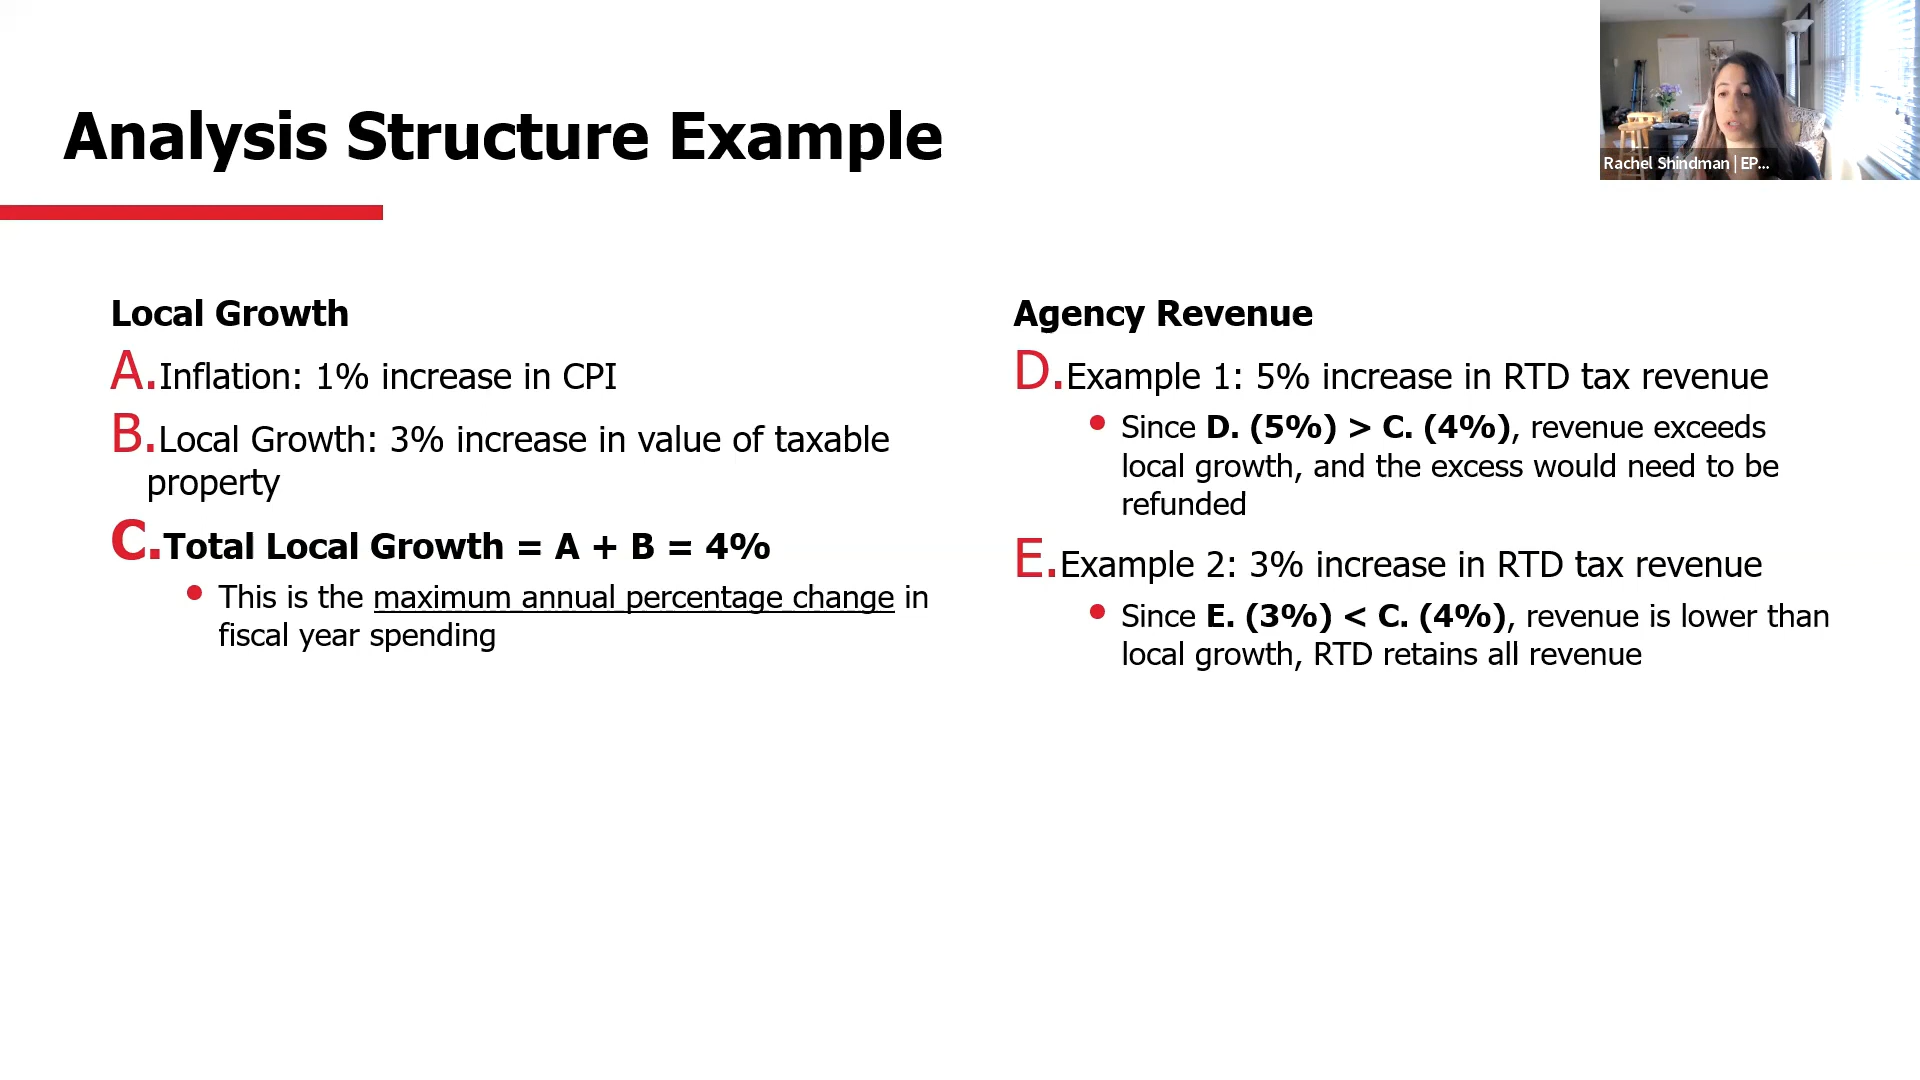 Analysis Structure Example
Rachel Shindman | EP...
Local Growth
A.Inflation: 1% increase in CPI
B.Local Growth: 3% increase in value of taxable
property
C.Total Local Growth = A + B = 4%
• This is the maximum annual percentage change in
fiscal year spending
Agency Revenue
D.Example 1: 5% increase in RTD tax revenue
• Since D. (5%) > C. (4%), revenue exceeds
local growth, and the excess would need to be
refunded
E.Example 2: 3% increase in RTD tax revenue
• Since E. (3%) < C. (4%), revenue is lower than
local growth, RTD retains all revenue